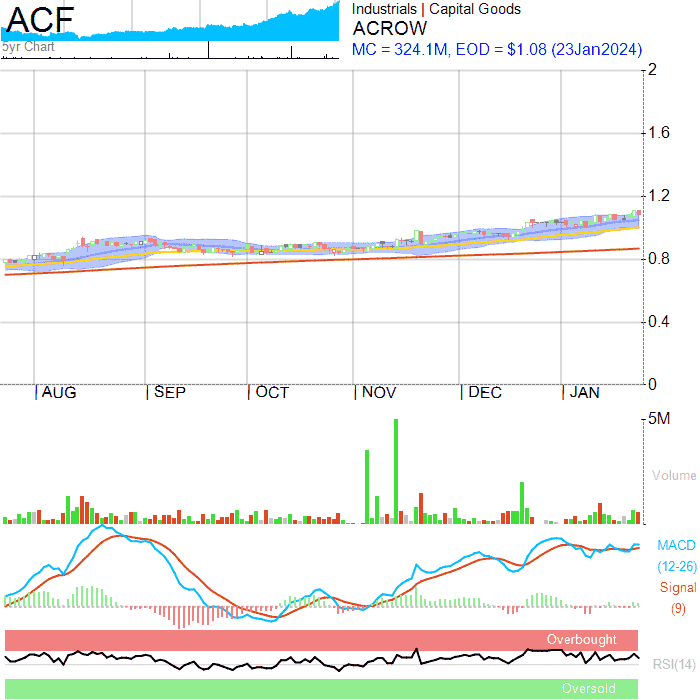 ACF
5yr Chart
Industrials | Capital Goods
ACROW
MC = 324.1M, EOD = $1.08 (23Jan2024)
2
1.6
1.2
0.8
0.4
0
AUG SEP OCT NOV DEC JAN
5M
Volume
MACD
(12-26)
Signal
(9)
Overbought
RSI(14)
Oversold